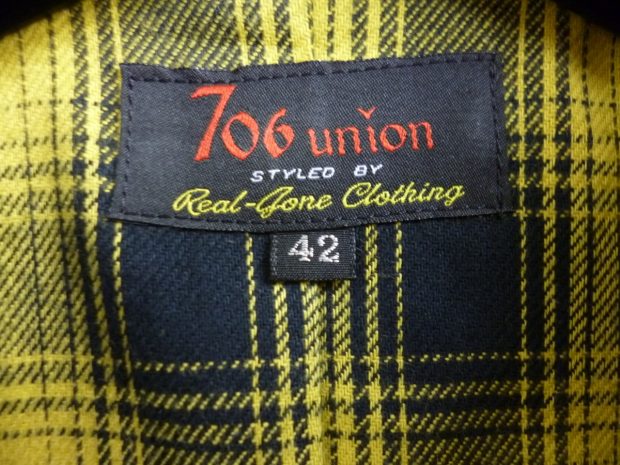 706 union
STYLED BY
Real-Gone Clothing
42